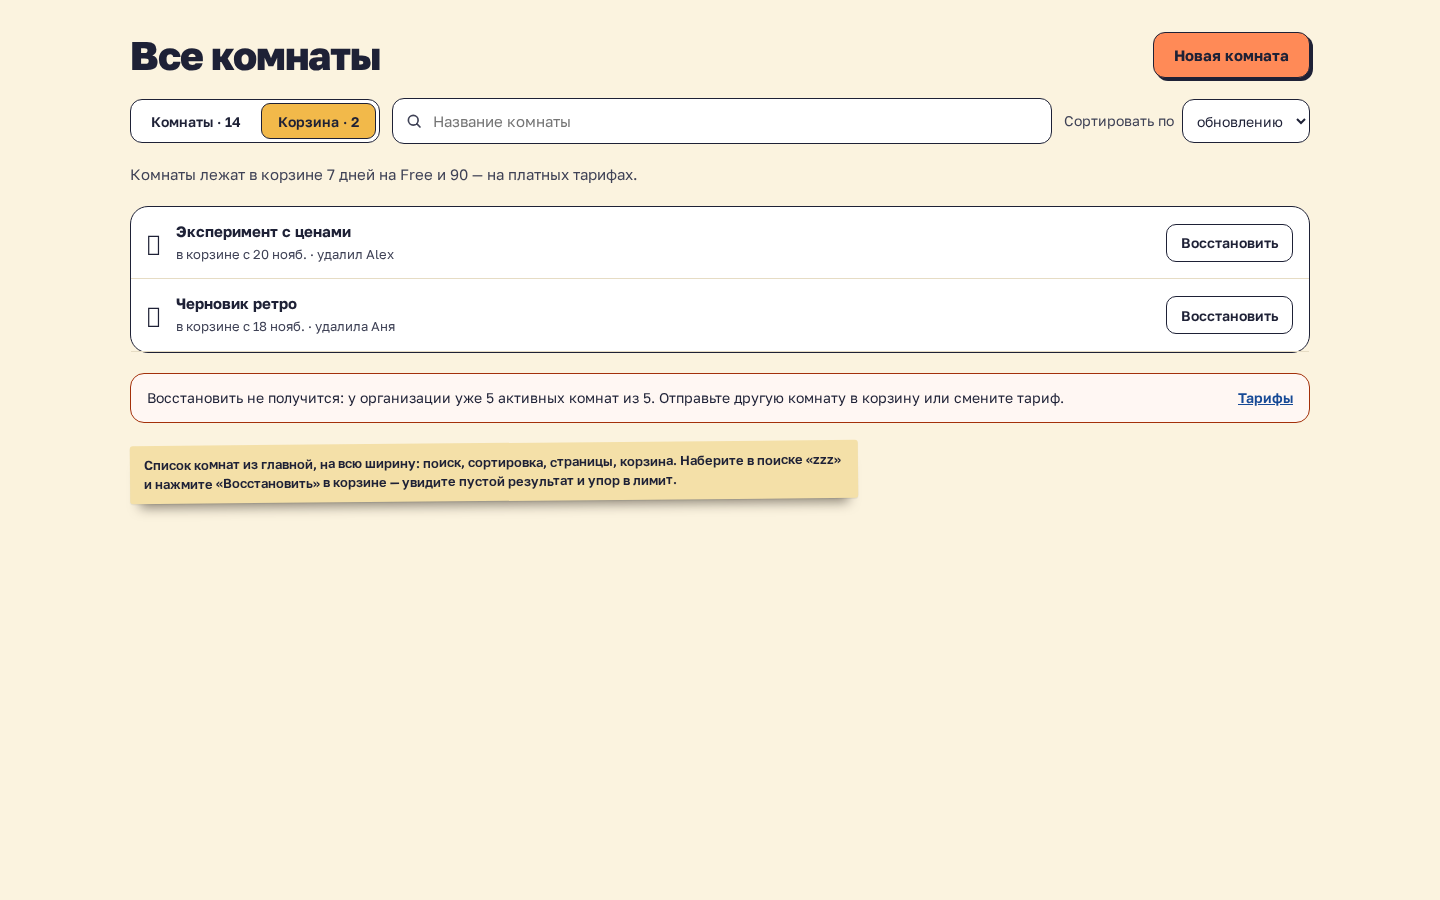 Все комнаты
Новая комната
Комнаты · 14
Корзина · 2
Название комнаты
Сортировать по
обновлению
Комнаты лежат в корзине 7 дней на Free и 90 — на платных тарифах.
Эксперимент с ценами
в корзине с 20 нояб. · удалил Alex
Восстановить
Черновик ретро
в корзине с 18 нояб. · удалила Аня
Восстановить
Восстановить не получится: у организации уже 5 активных комнат из 5. Отправьте другую комнату в корзину или смените тариф.
Тарифы
Список комнат из главной, на всю ширину: поиск, сортировка, страницы, корзина. Наберите в поиске «zzz»
и нажмите «Восстановить» в корзине — увидите пустой результат и упор в лимит.